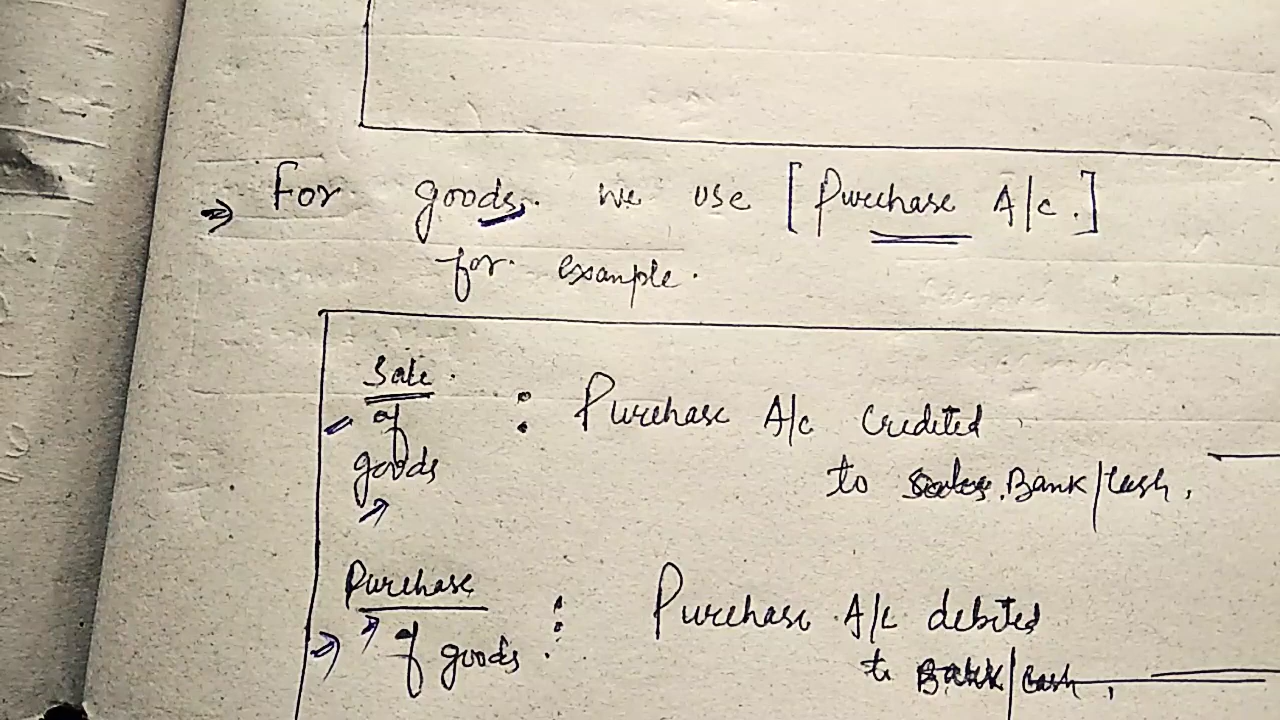 ⇒ For goods. we use [Purchase A/c.]
for. example.
Sale.
of
goods
: Purchase A/c Credited
to Bank/Cash.
Purchase
of goods
: Purchase A/c debited
to Bank/Cash.